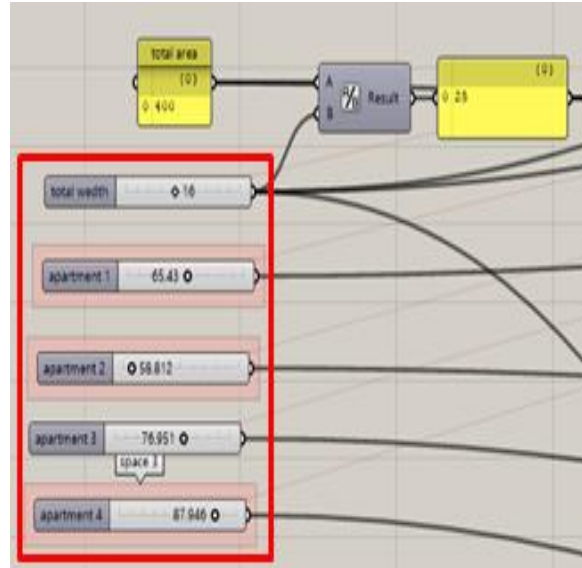 total area
{0}
0 400
A
B
A/B
Result
{0}
0 25
total wedth
16
apartment 1
65.43
apartment 2
58.812
apartment 3
76.951
space 3
apartment 4
87.946